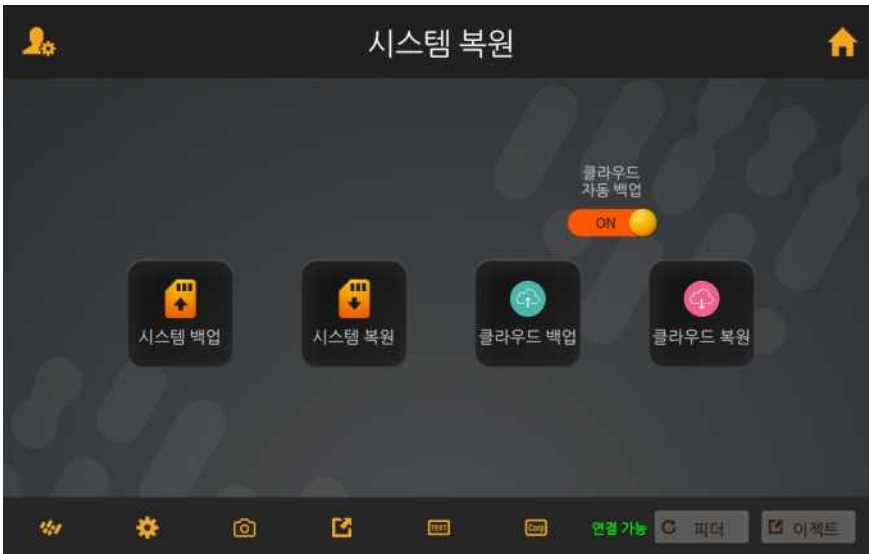 시스템 복원
클라우드
자동 백업
ON
시스템 백업
시스템 복원
클라우드 백업
클라우드 복원
TEST
Corp
연결 가능
피더
이젝트